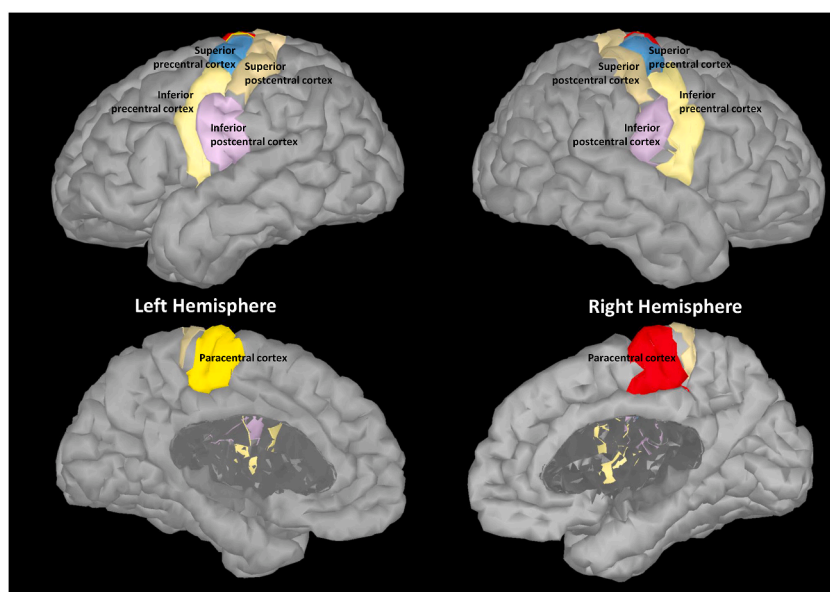 Superior
precentral cortex
Superior
postcentral cortex
Inferior
precentral cortex
Inferior
postcentral cortex
Superior
precentral cortex
Superior
postcentral cortex
Inferior
precentral cortex
Inferior
postcentral cortex
Left Hemisphere
Right Hemisphere
Paracentral cortex
Paracentral cortex